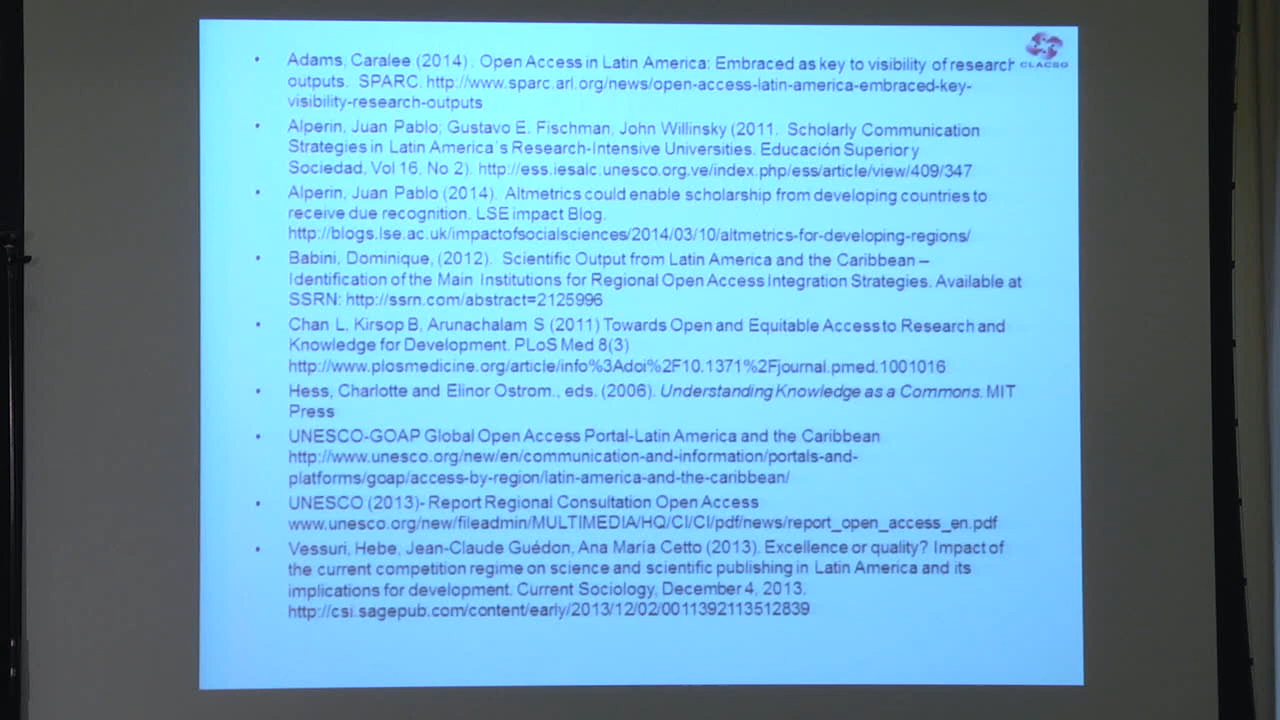 CLACSO
• Adams, Caralee (2014). Open Access in Latin America: Embraced as key to visibility of research
outputs. SPARC. http://www.sparc.arl.org/news/open-access-latin-america-embraced-key-
visibility-research-outputs
• Alperin, Juan Pablo; Gustavo E. Fischman, John Willinsky (2011. Scholarly Communication
Strategies in Latin America's Research-Intensive Universities. Educación Superior y
Sociedad, Vol 16, No 2). http://ess.iesalc.unesco.org.ve/index.php/ess/article/view/409/347
• Alperin, Juan Pablo (2014). Altmetrics could enable scholarship from developing countries to
receive due recognition. LSE impact Blog.
http://blogs.lse.ac.uk/impactofsocialsciences/2014/03/10/altmetrics-for-developing-regions/
• Babini, Dominique, (2012). Scientific Output from Latin America and the Caribbean –
Identification of the Main Institutions for Regional Open Access Integration Strategies. Available at
SSRN: http://ssrn.com/abstract=2125996
• Chan L, Kirsop B, Arunachalam S (2011) Towards Open and Equitable Access to Research and
Knowledge for Development. PLoS Med 8(3)
http://www.plosmedicine.org/article/info%3Adoi%2F10.1371%2Fjournal.pmed.1001016
• Hess, Charlotte and Elinor Ostrom., eds. (2006). Understanding Knowledge as a Commons. MIT
Press
• UNESCO-GOAP Global Open Access Portal-Latin America and the Caribbean
http://www.unesco.org/new/en/communication-and-information/portals-and-
platforms/goap/access-by-region/latin-america-and-the-caribbean/
• UNESCO (2013)- Report Regional Consultation Open Access
www.unesco.org/new/fileadmin/MULTIMEDIA/HQ/CI/CI/pdf/news/report_open_access_en.pdf
• Vessuri, Hebe, Jean-Claude Guédon, Ana María Cetto (2013). Excellence or quality? Impact of
the current competition regime on science and scientific publishing in Latin America and its
implications for development. Current Sociology, December 4, 2013.
http://csi.sagepub.com/content/early/2013/12/02/0011392113512839